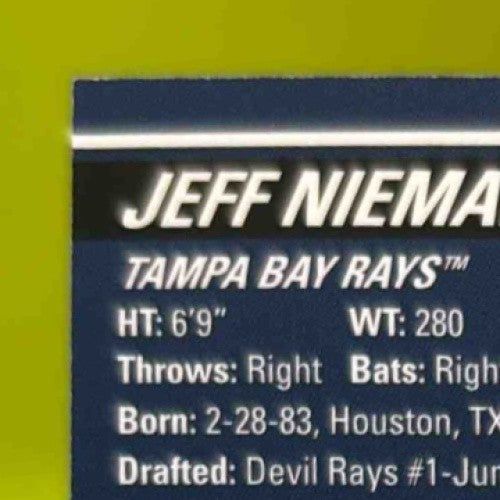 JEFF NIEMA
TAMPA BAY RAYS™
HT: 6'9" WT: 280
Throws: Right Bats: Righ
Born: 2-28-83, Houston, TX
Drafted: Devil Rays #1-Jun